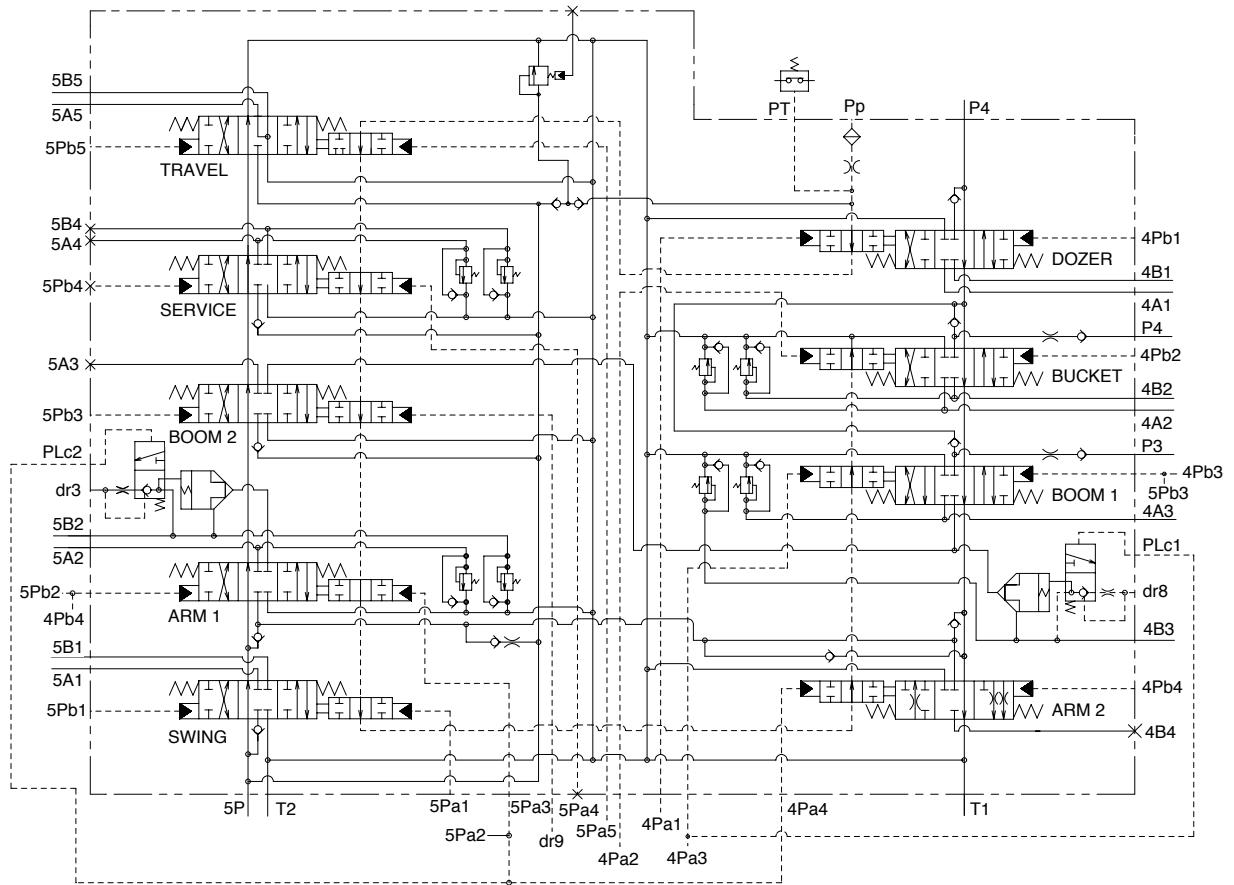 5B5
5A5
5Pb5
TRAVEL
5B4
5A4
5Pb4
SERVICE
5A3
5Pb3
BOOM 2
PLc2
dr3
5B2
5A2
5Pb2
4Pb4
ARM 1
5B1
5A1
5Pb1
SWING
5P
T2
5Pa1
5Pa2
5Pa3
dr9
5Pa4
5Pa5
4Pa2
4Pa1
4Pa3
4Pa4
T1
PT
Pp
P4
4Pb1
DOZER
4B1
4A1
P4
4Pb2
BUCKET
4B2
4A2
P3
4Pb3
BOOM 1
5Pb3
4A3
PLc1
dr8
4B3
4Pb4
ARM 2
4B4